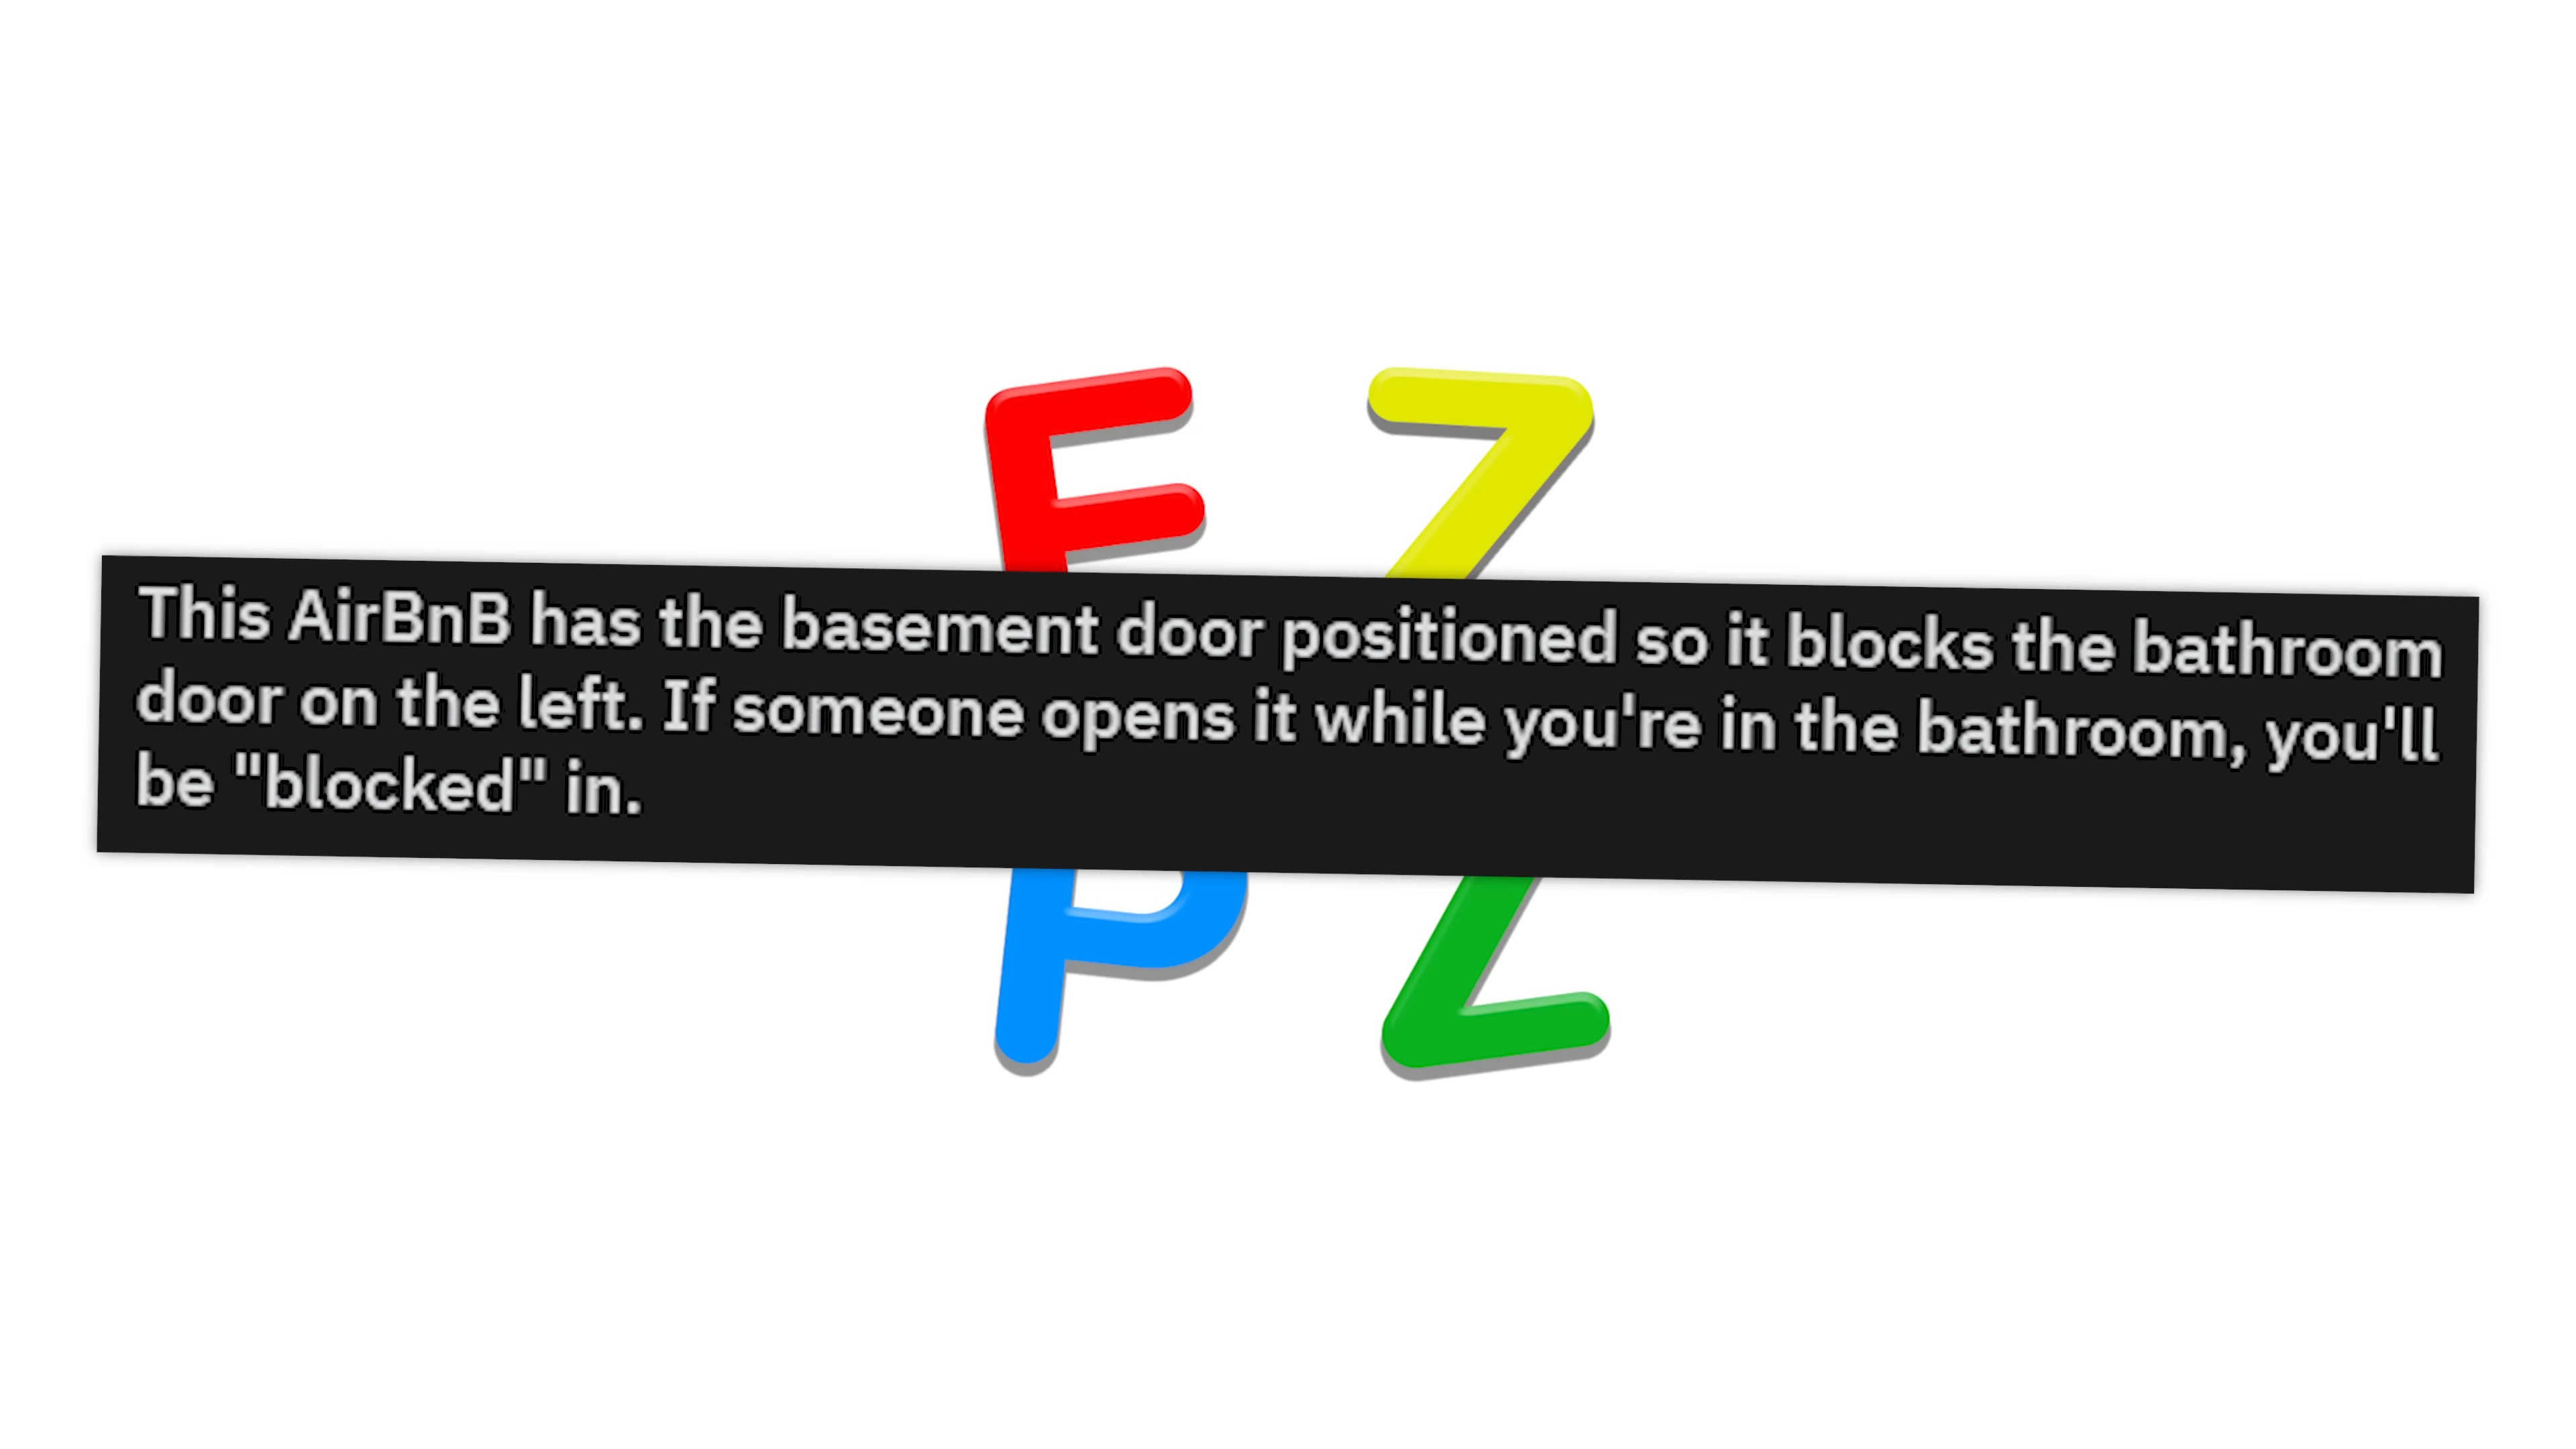 This AirBnB has the basement door positioned so it blocks the bathroom
door on the left. If someone opens it while you're in the bathroom, you'll
be "blocked" in.